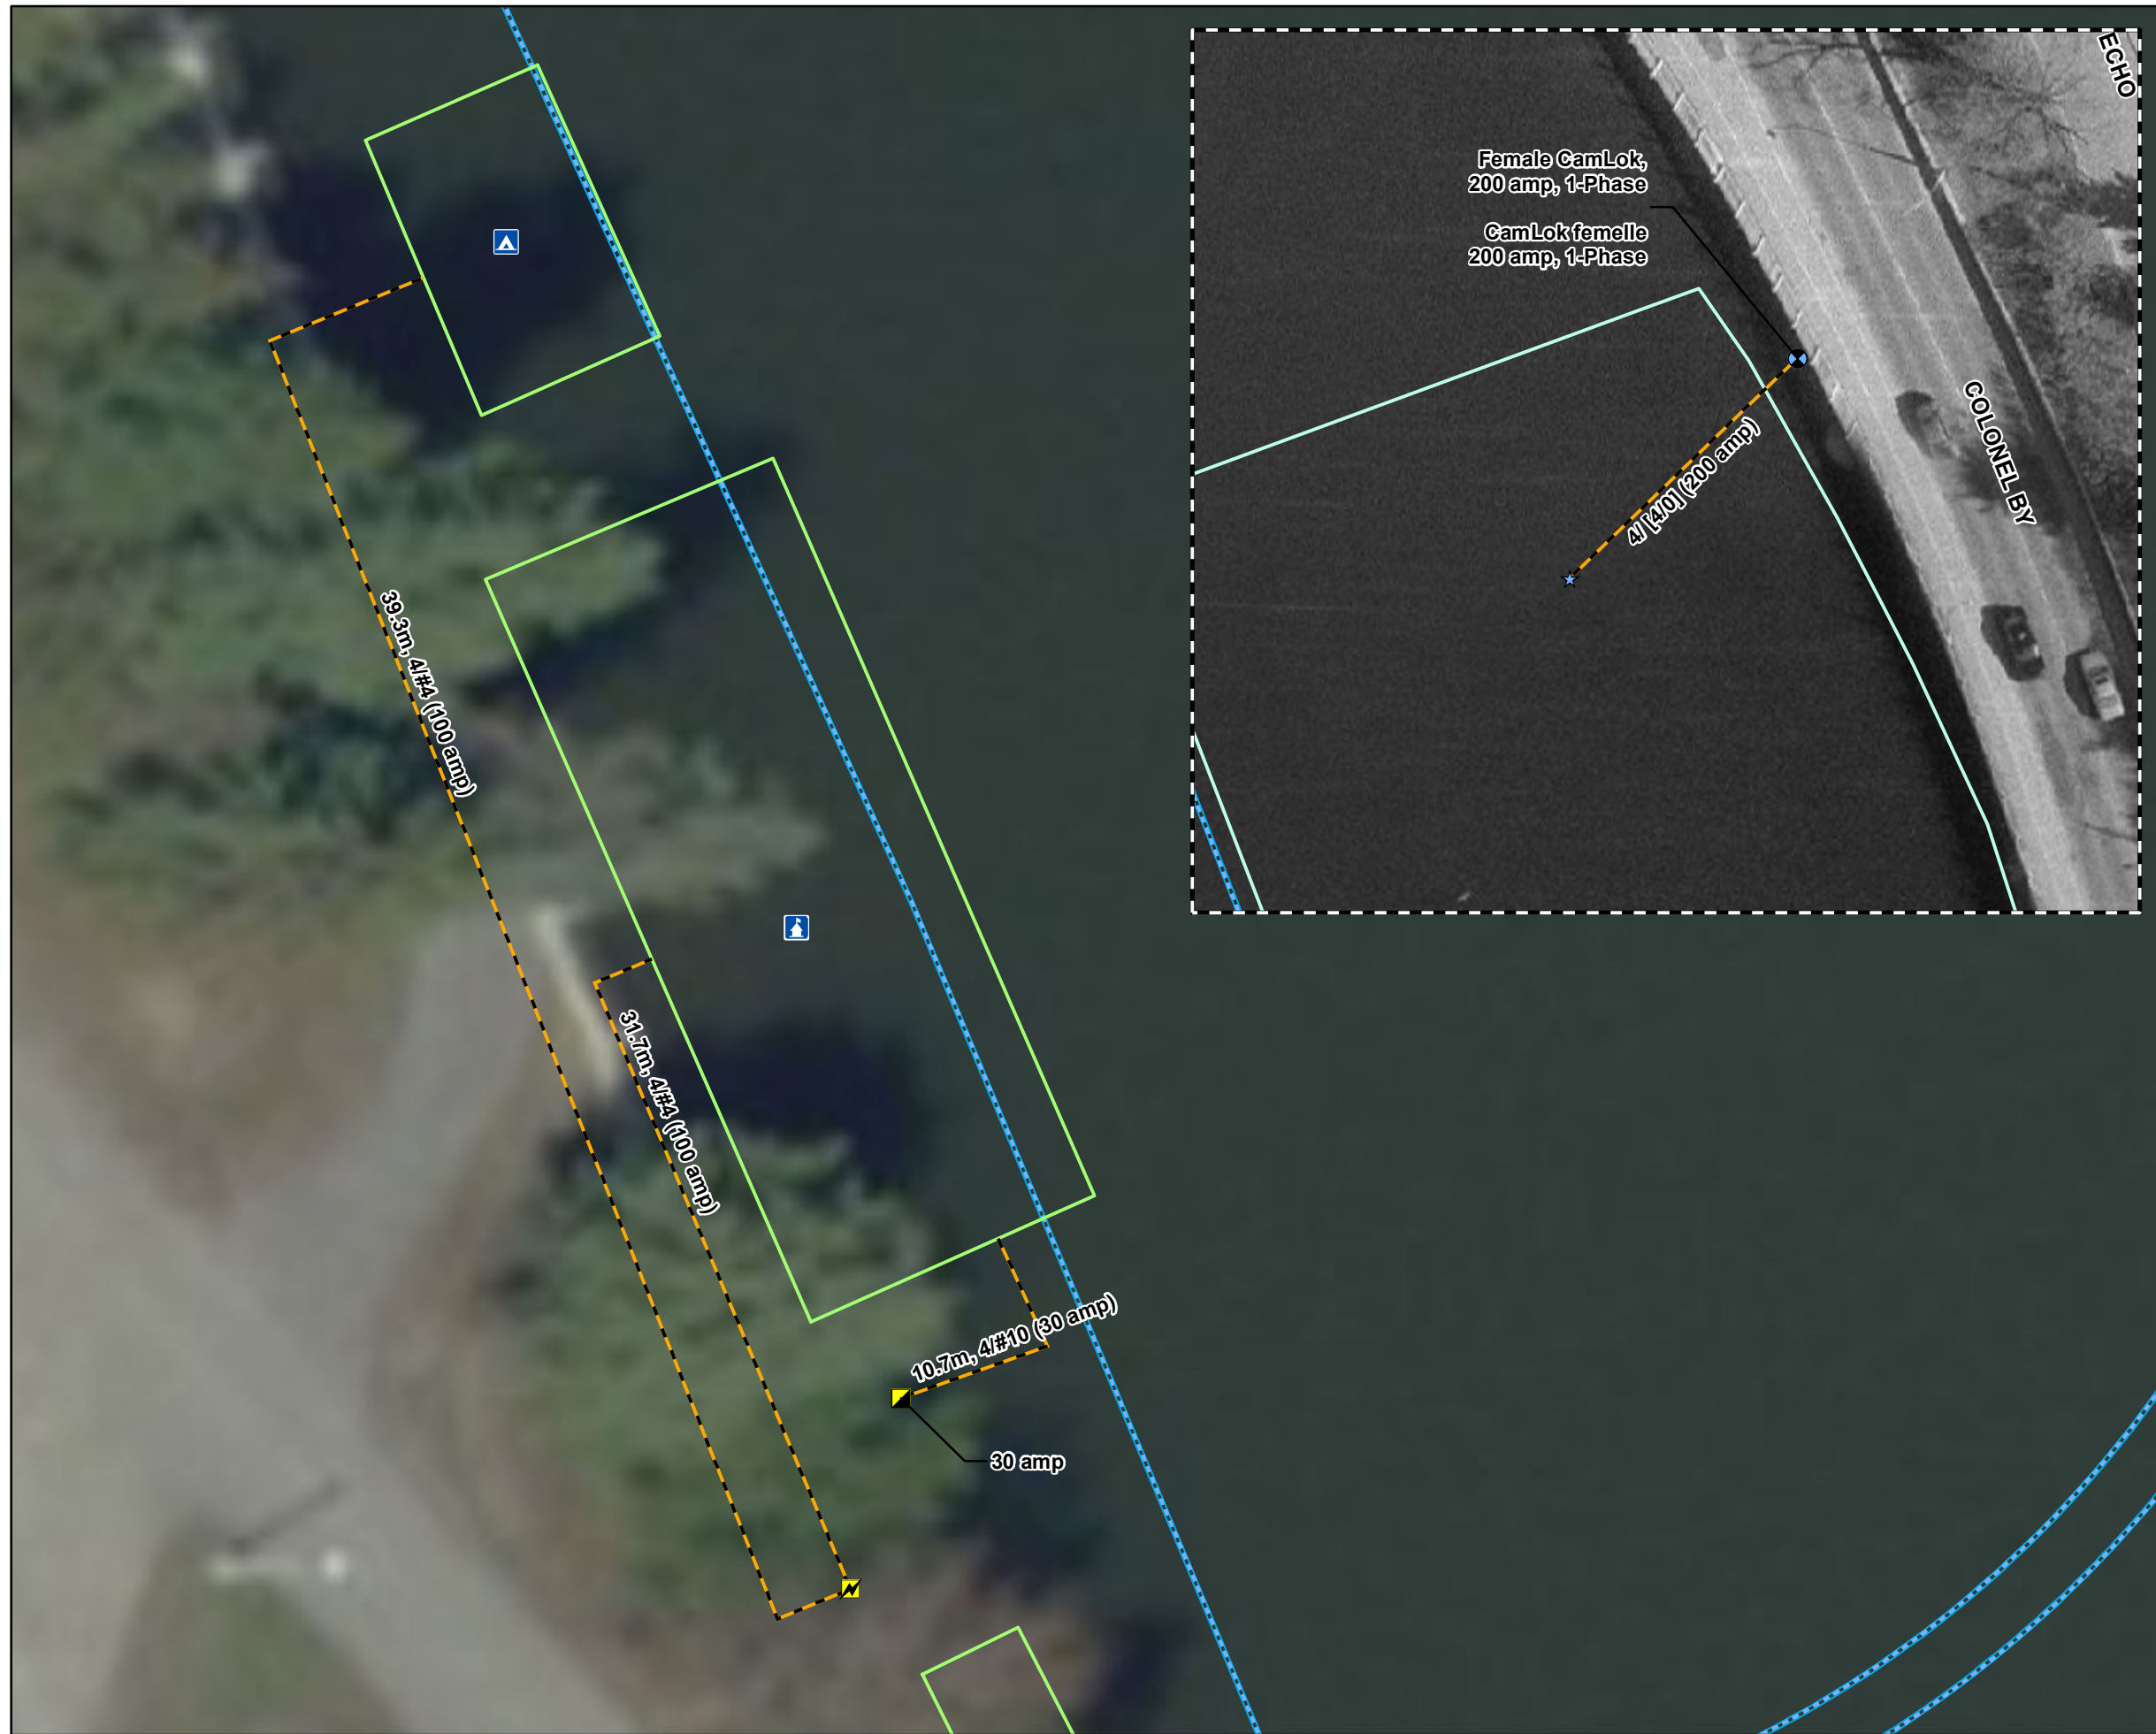 ECHO
Female CamLok,
200 amp, 1-Phase
CamLok femelle
200 amp, 1-Phase
COLONEL BY
4/ [4/0] (200 amp)
39.3m, 4/#4 (100 amp)
31.7m, 4/#4 (100 amp)
10.7m, 4/#10 (30 amp)
30 amp